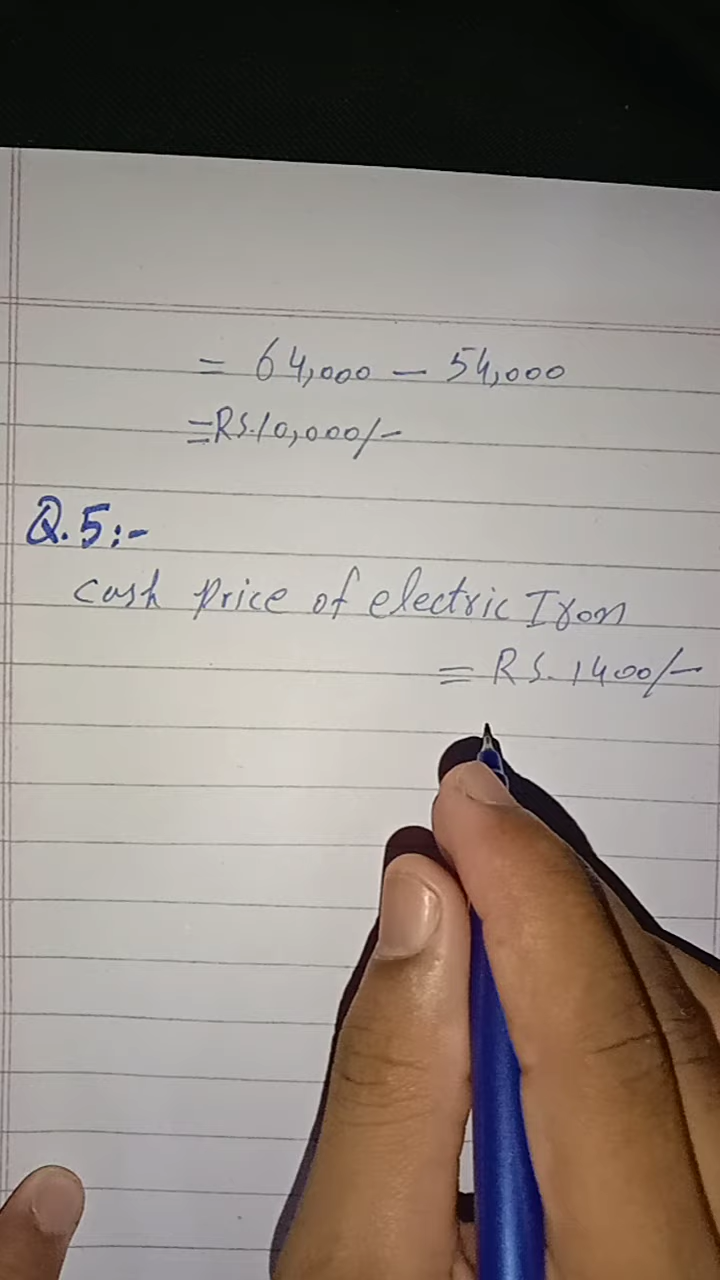 = 64,000 - 54,000
=RS.10,000/-
Q.5:-
Cash Price of electric Iron
= RS. 1400/-